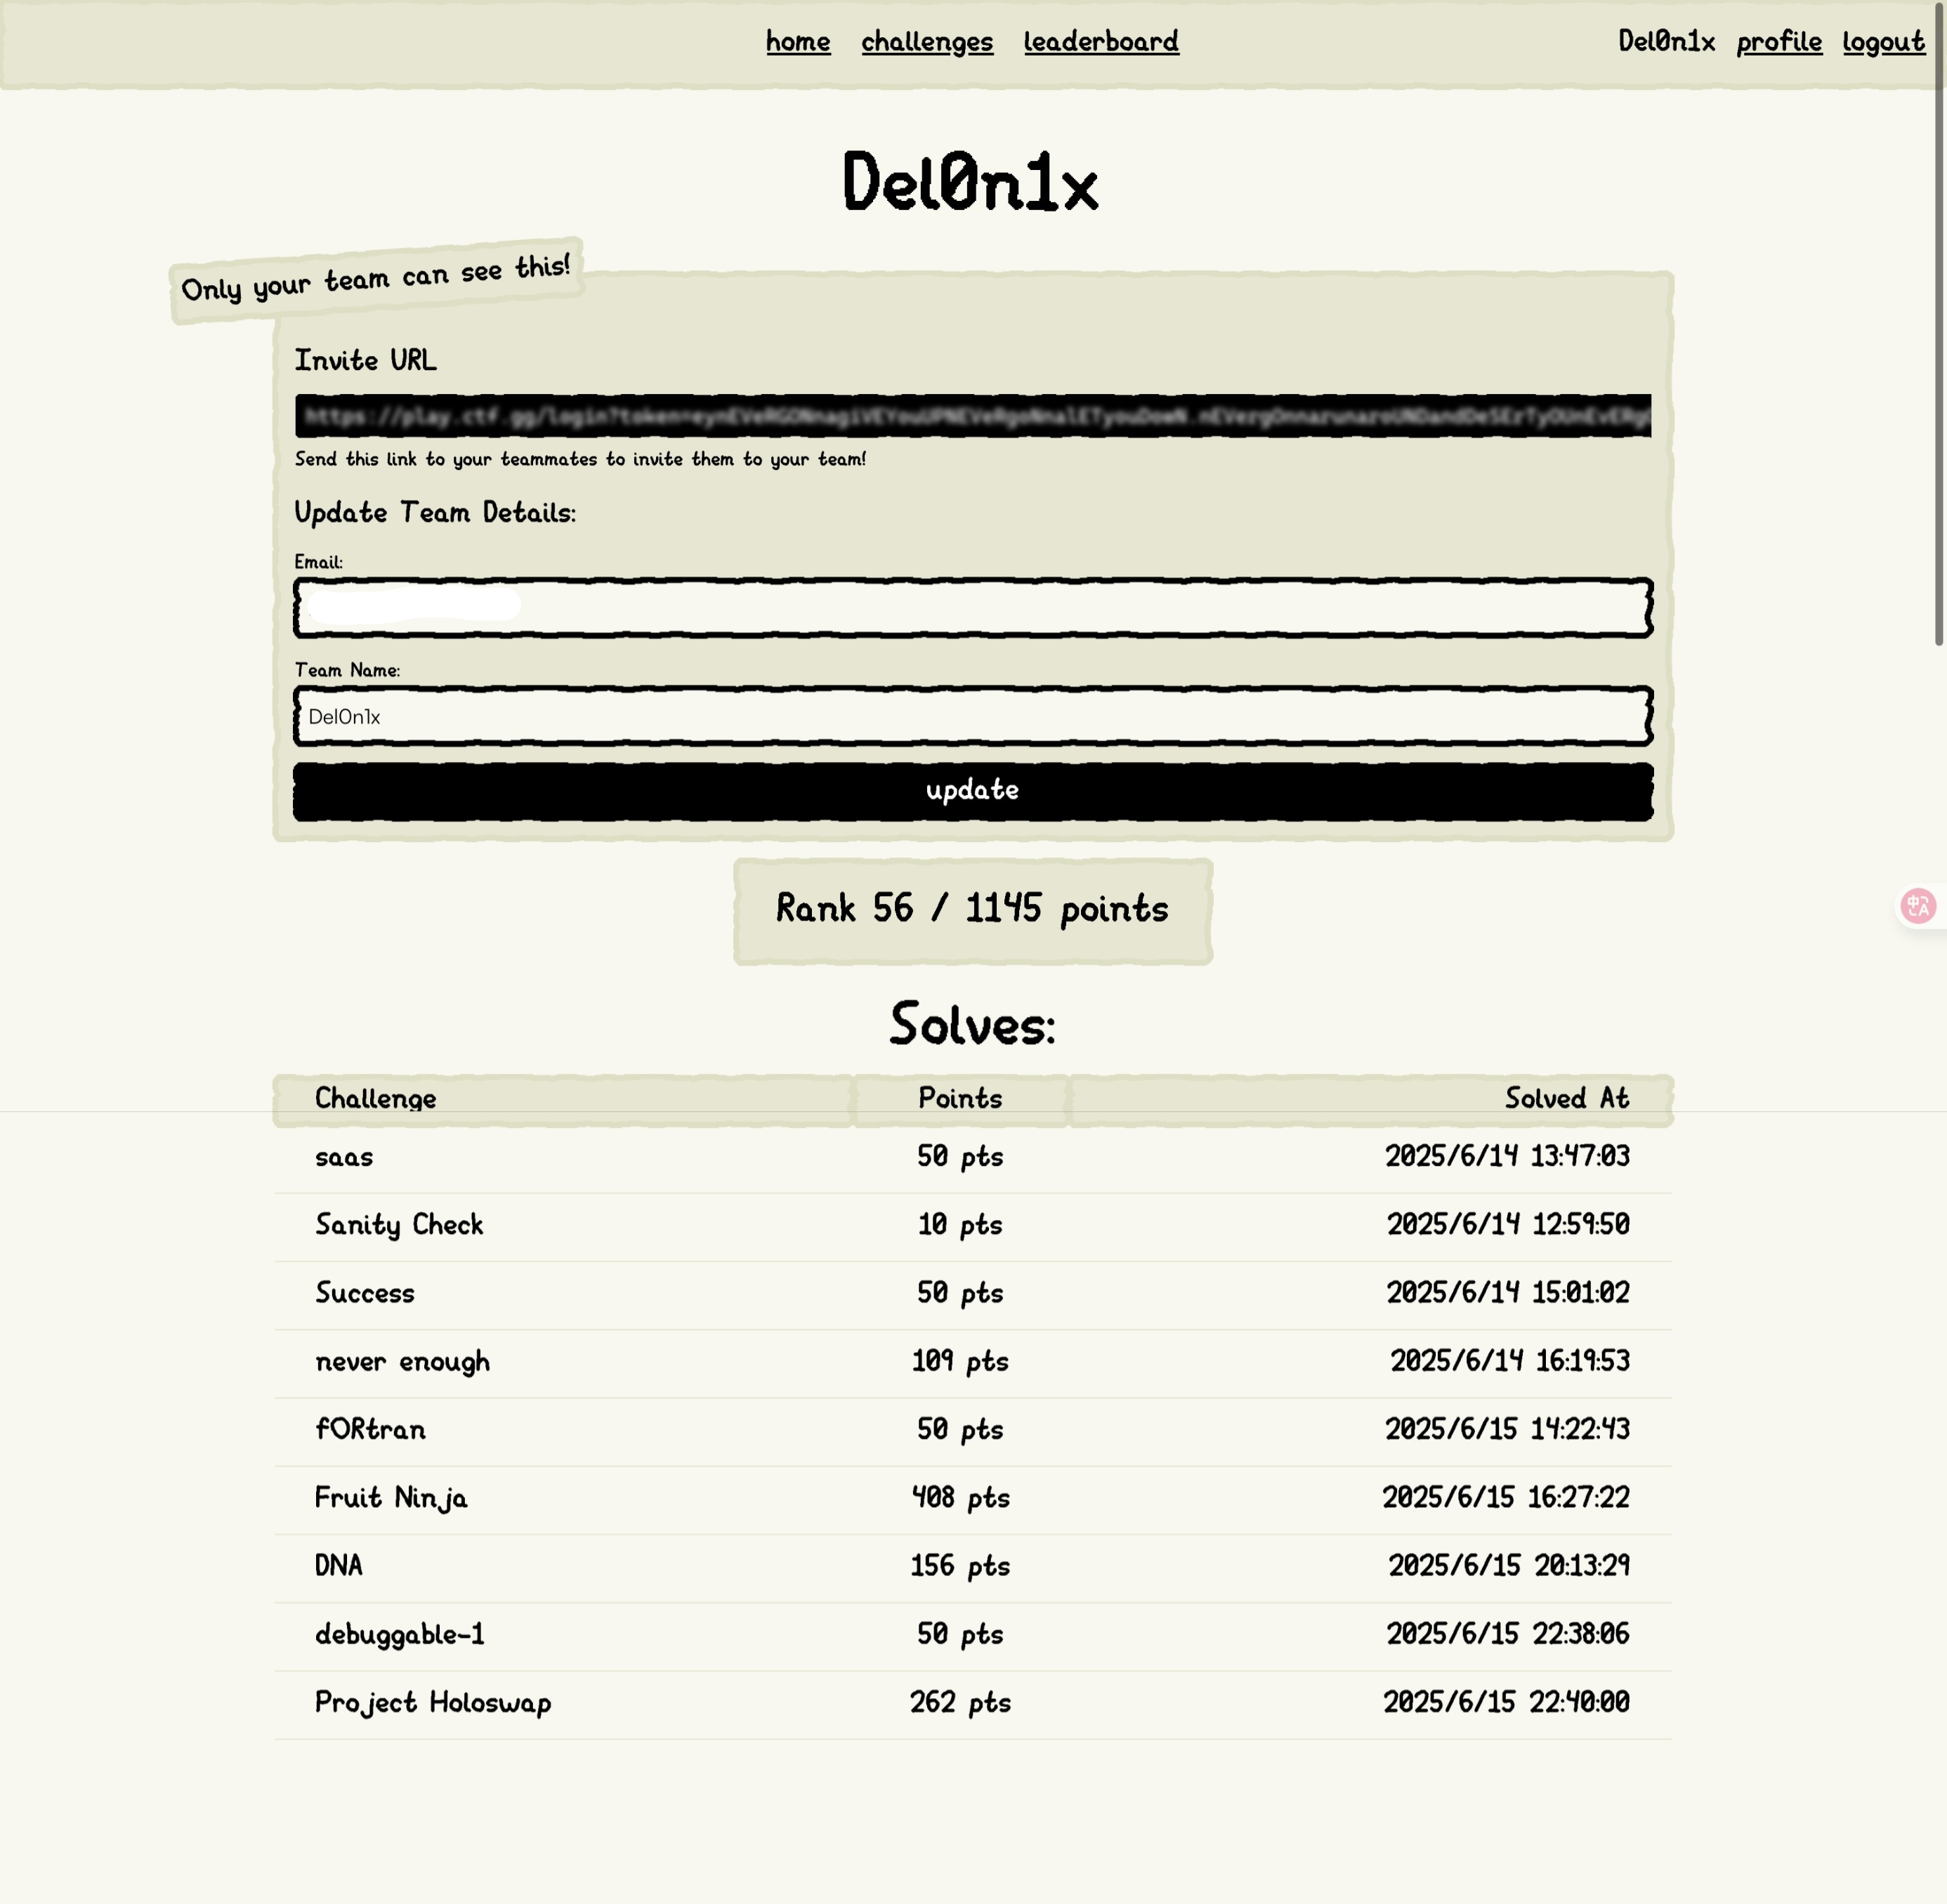 home challenges leaderboard Del0n1x profile logout
Del0n1x
Only your team can see this!
Invite URL
https://play.ctf.gg/login?token=
Send this link to your teammates to invite them to your team!
Update Team Details:
Email:
Team Name:
Del0n1x
update
Rank 56 / 1145 points
Solves:
Challenge Points Solved At
saas 50 pts 2025/6/14 13:47:03
Sanity Check 10 pts 2025/6/14 12:59:50
Success 50 pts 2025/6/14 15:01:02
never enough 109 pts 2025/6/14 16:19:53
fORtran 50 pts 2025/6/15 14:22:43
Fruit Ninja 408 pts 2025/6/15 16:27:22
DNA 156 pts 2025/6/15 20:13:29
debuggable-1 50 pts 2025/6/15 22:38:06
Project Holoswap 262 pts 2025/6/15 22:40:00